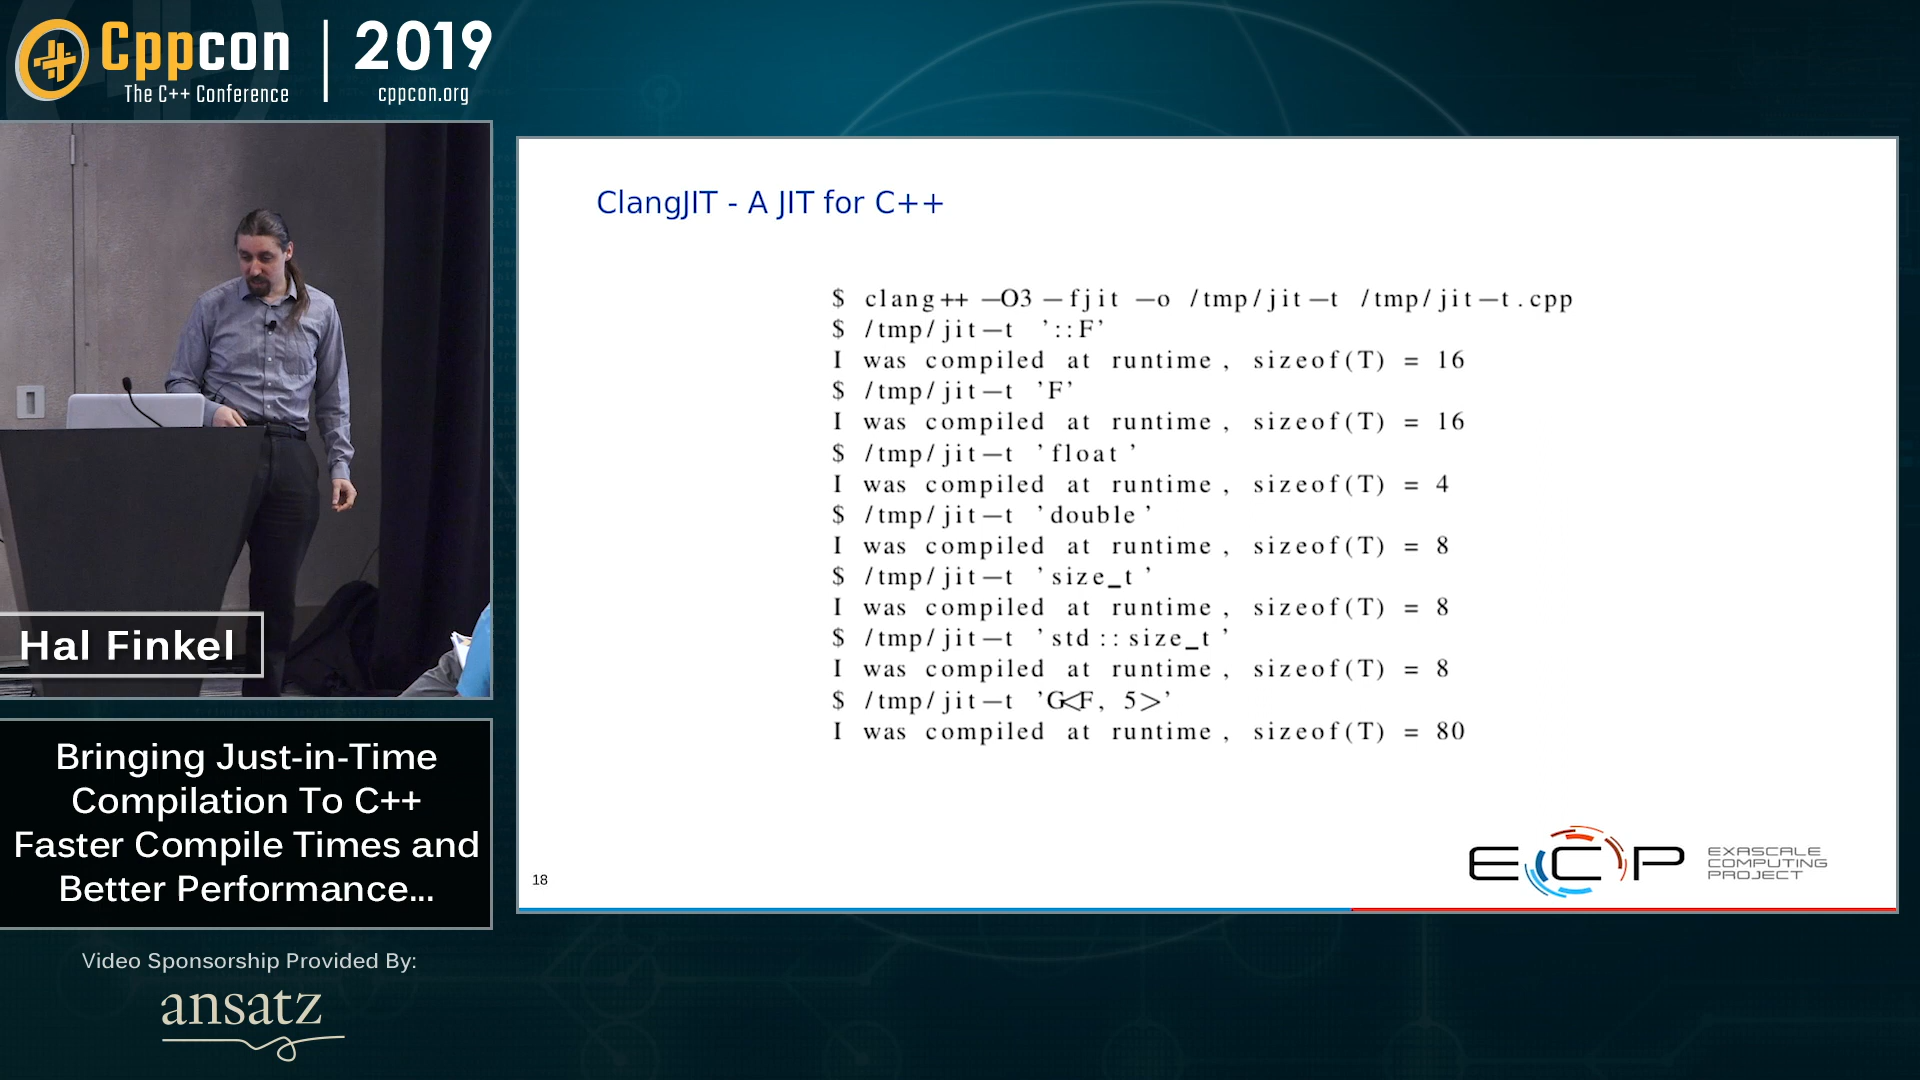 Cppcon
The C++ Conference
2019
cppcon.org
ClangJIT - A JIT for C++
$ clang++ –O3 –fjit –o /tmp/jit–t /tmp/jit–t.cpp
$ /tmp/jit–t '::F'
I was compiled at runtime, sizeof(T) = 16
$ /tmp/jit–t 'F'
I was compiled at runtime, sizeof(T) = 16
$ /tmp/jit–t 'float'
I was compiled at runtime, sizeof(T) = 4
$ /tmp/jit–t 'double'
I was compiled at runtime, sizeof(T) = 8
$ /tmp/jit–t 'size_t'
I was compiled at runtime, sizeof(T) = 8
$ /tmp/jit–t 'std::size_t'
I was compiled at runtime, sizeof(T) = 8
$ /tmp/jit–t 'G<F, 5>'
I was compiled at runtime, sizeof(T) = 80
18
ECP
EXASCALE
COMPUTING
PROJECT
Hal Finkel
Bringing Just-in-Time
Compilation To C++
Faster Compile Times and
Better Performance...
Video Sponsorship Provided By:
ansatz